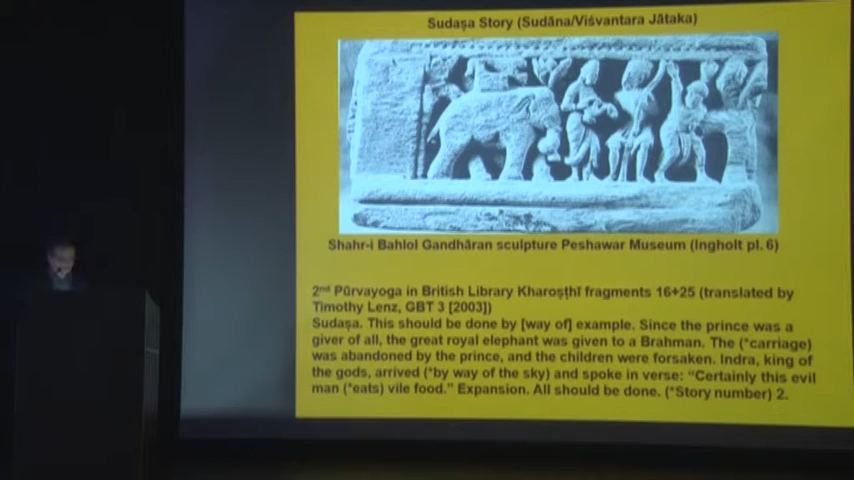 Sudaṣa Story (Sudāna/Viśvantara Jātaka)
Shahr-i Bahlol Gandhāran sculpture Peshawar Museum (Ingholt pl. 6)
2nd Pūrvayoga in British Library Kharoṣṭhī fragments 16+25 (translated by
Timothy Lenz, GBT 3 [2003])
Sudaṣa. This should be done by [way of] example. Since the prince was a
giver of all, the great royal elephant was given to a Brahman. The (*carriage)
was abandoned by the prince, and the children were forsaken. Indra, king of
the gods, arrived (*by way of the sky) and spoke in verse: “Certainly this evil
man (*eats) vile food.” Expansion. All should be done. (*Story number) 2.